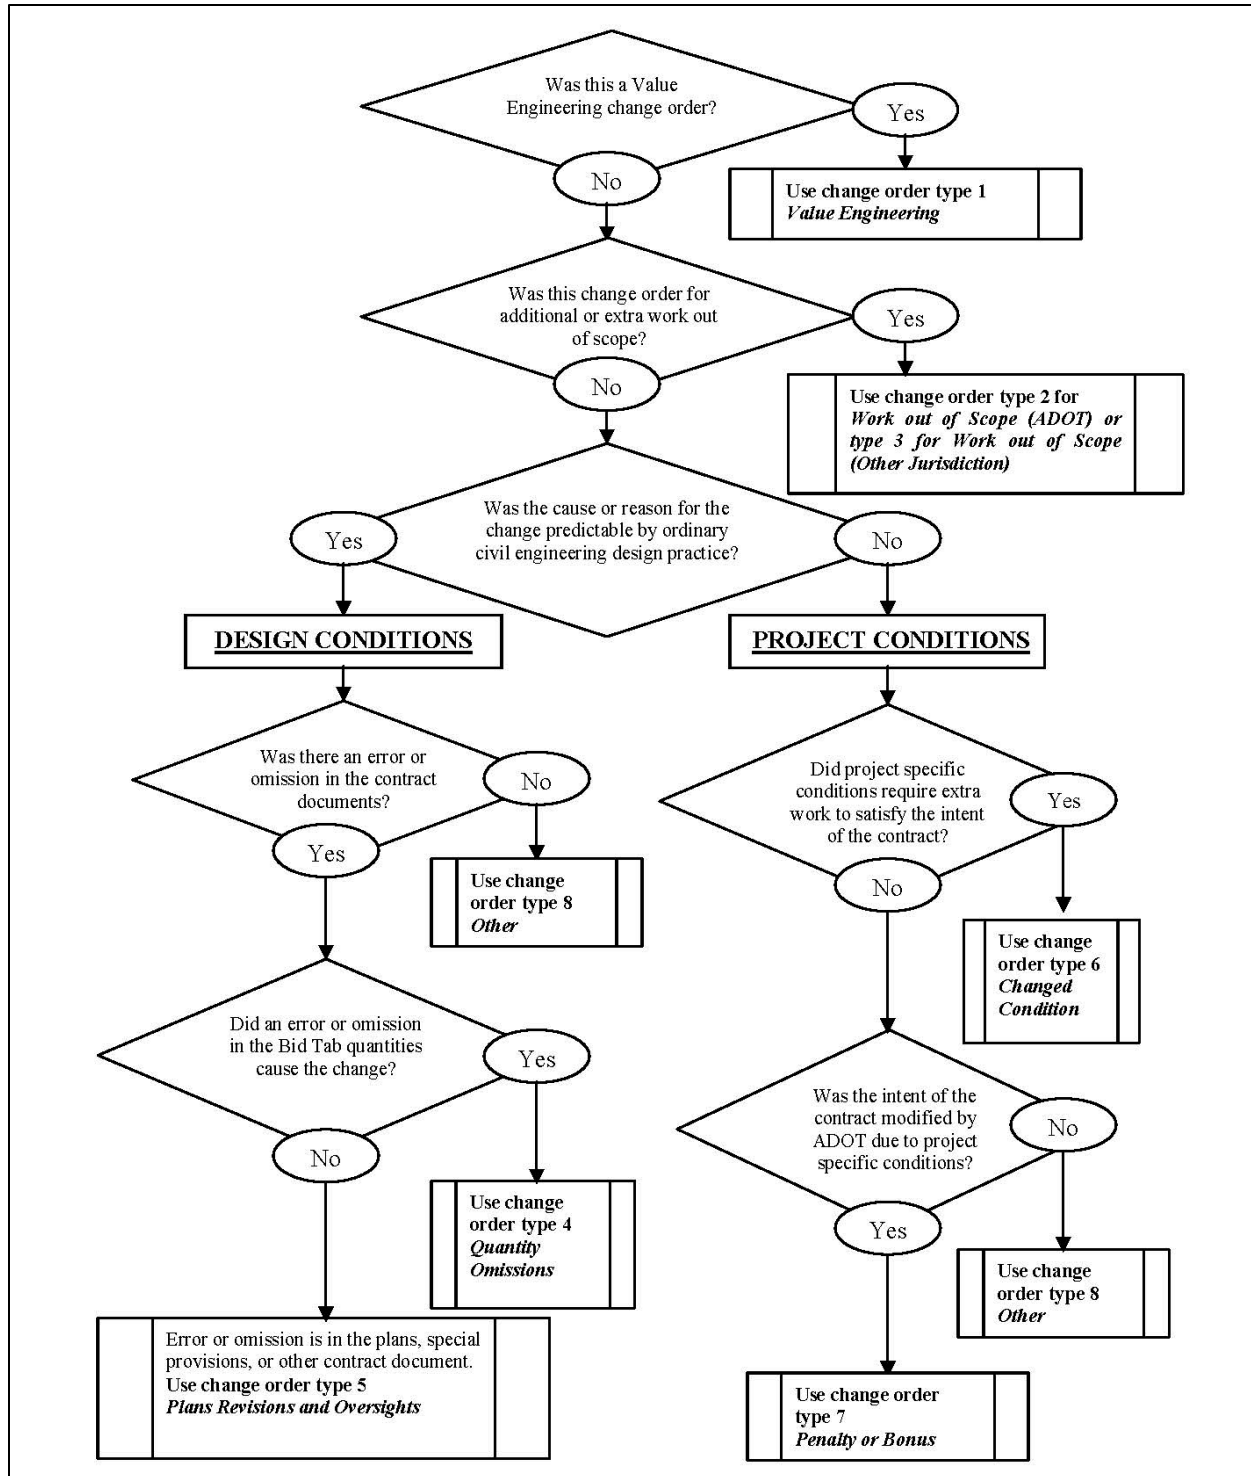 Was this a Value
Engineering change order?
Yes
No
Use change order type 1
Value Engineering
Was this change order for
additional or extra work out
of scope?
Yes
No
Use change order type 2 for
Work out of Scope (ADOT) or
type 3 for Work out of Scope
(Other Jurisdiction)
Was the cause or reason for the
change predictable by ordinary
civil engineering design practice?
Yes
No
DESIGN CONDITIONS
PROJECT CONDITIONS
Was there an error or
omission in the contract
documents?
No
Yes
Use change
order type 8
Other
Did an error or omission
in the Bid Tab quantities
cause the change?
Yes
No
Use change
order type 4
Quantity
Omissions
Error or omission is in the plans, special
provisions, or other contract document.
Use change order type 5
Plans Revisions and Oversights
Did project specific
conditions require extra
work to satisfy the intent
of the contract?
Yes
No
Use change
order type 6
Changed
Condition
Was the intent of the
contract modified by
ADOT due to project
specific conditions?
No
Yes
Use change
order type 8
Other
Use change order
type 7
Penalty or Bonus